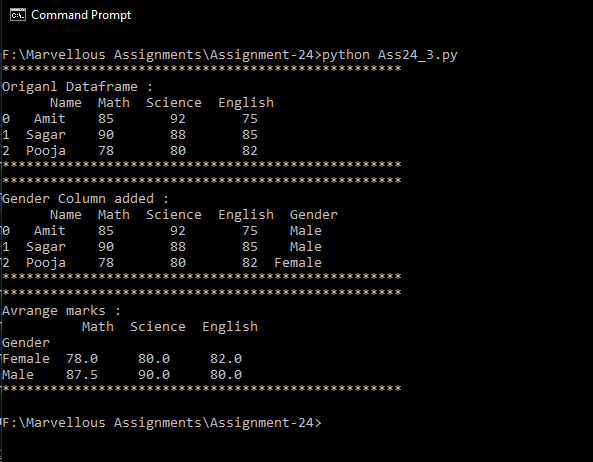 Command Prompt
F:\Marvellous Assignments\Assignment-24>python Ass24_3.py
**************************************************
Origanl Dataframe :
    Name  Math  Science  English
0   Amit    85       92       75
1  Sagar    90       88       85
2  Pooja    78       80       82
**************************************************
**************************************************
Gender Column added :
    Name  Math  Science  English  Gender
0   Amit    85       92       75    Male
1  Sagar    90       88       85    Male
2  Pooja    78       80       82  Female
**************************************************
**************************************************
Avrange marks :
        Math  Science  English
Gender
Female  78.0     80.0     82.0
Male    87.5     90.0     80.0
**************************************************
F:\Marvellous Assignments\Assignment-24>